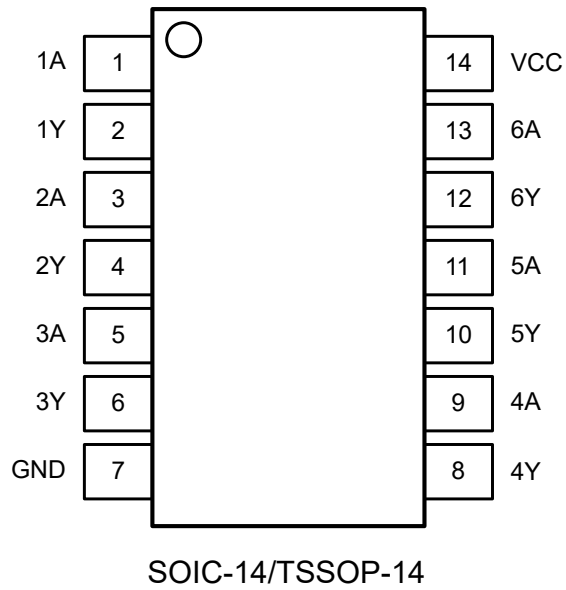 1A 1 14 VCC
1Y 2 13 6A
2A 3 12 6Y
2Y 4 11 5A
3A 5 10 5Y
3Y 6 9 4A
GND 7 8 4Y
SOIC-14/TSSOP-14